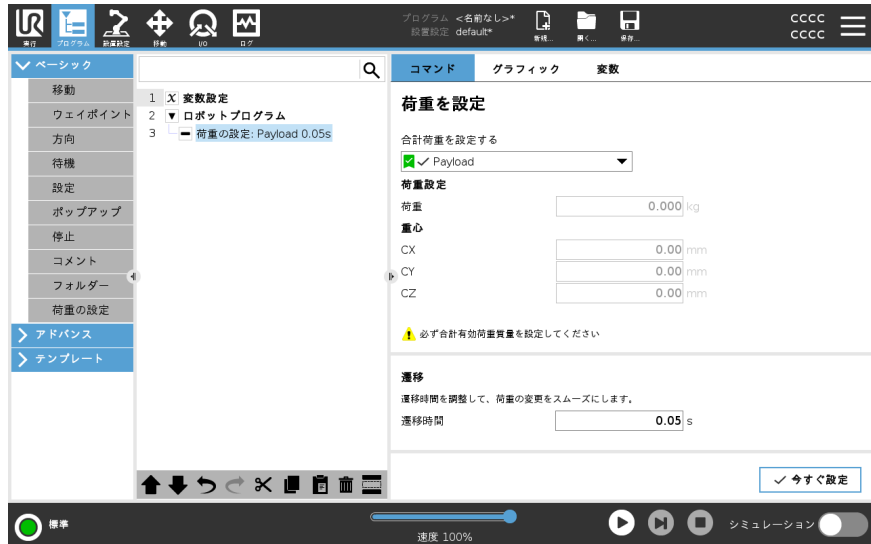 UR
実行 プログラム 設置設定 移動 I/O ログ
プログラム <名前なし>*
設置設定 default*
新規... 開く... 保存...
CCCC
CCCC
ベーシック
移動
ウェイポイント
方向
待機
設定
ポップアップ
停止
コメント
フォルダー
荷重の設定
アドバンス
テンプレート
1 X 変数設定
2 ▼ ロボットプログラム
3 荷重の設定: Payload 0.05s
コマンド グラフィック 変数
荷重を設定
合計荷重を設定する
Payload
荷重設定
荷重 0.000 kg
重心
CX 0.00 mm
CY 0.00 mm
CZ 0.00 mm
必ず合計有効荷重質量を設定してください
遷移
遷移時間を調整して、荷重の変更をスムーズにします。
遷移時間 0.05 s
今すぐ設定
標準
速度 100%
シミュレーション